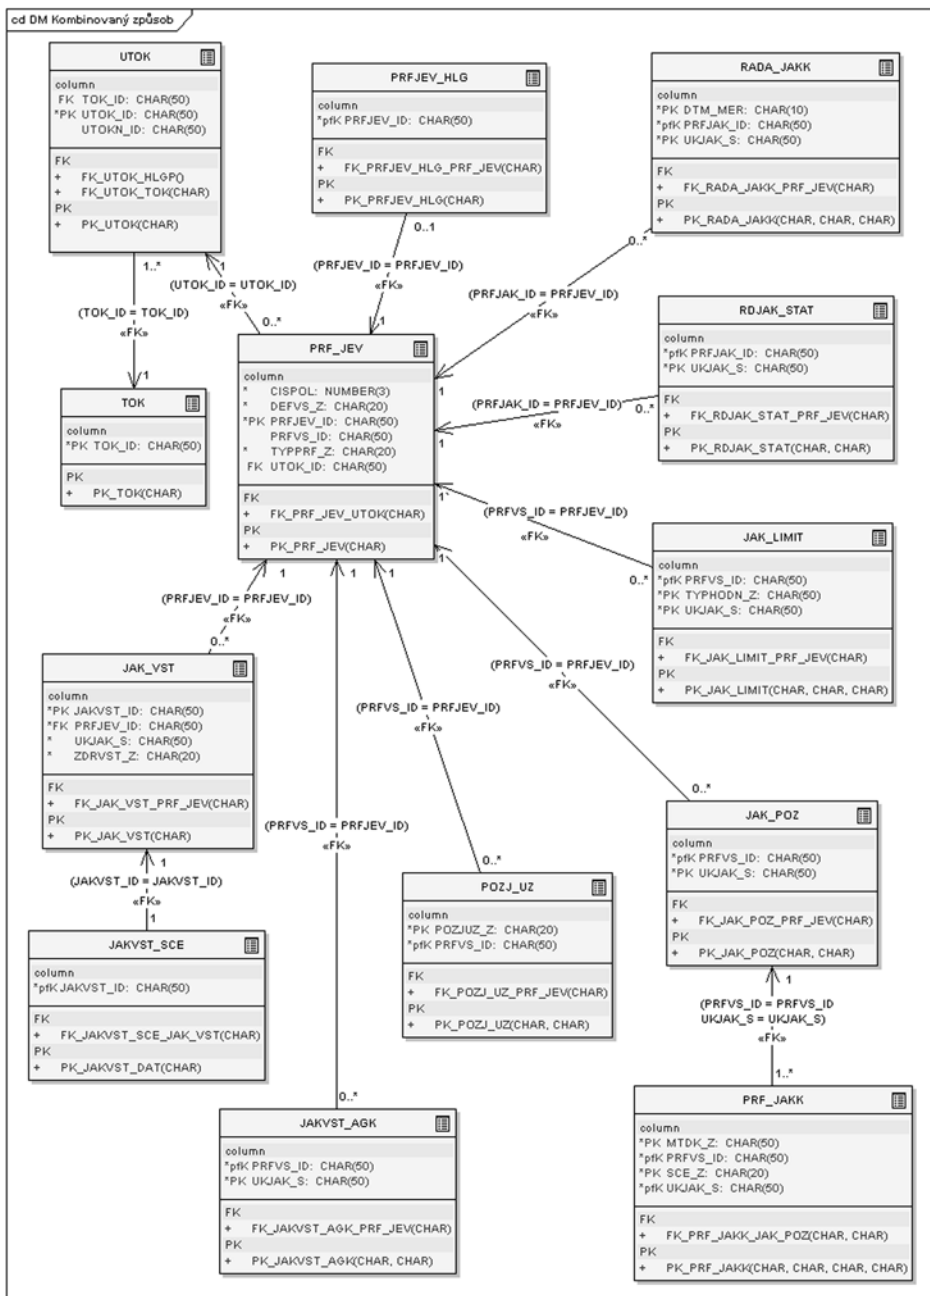 cd DM Kombinovaný způsob
UTOK
column
FK TOK_ID: CHAR(50)
*PK UTOK_ID: CHAR(50)
UTOKN_ID: CHAR(50)
FK
+ FK_UTOK_HLGP()
+ FK_UTOK_TOK(CHAR)
PK
+ PK_UTOK(CHAR)
PRFJEV_HLG
column
*pfK PRFJEV_ID: CHAR(50)
FK
+ FK_PRFJEV_HLG_PRF_JEV(CHAR)
PK
+ PK_PRFJEV_HLG(CHAR)
RADA_JAKK
column
*PK DTM_MER: CHAR(10)
*pfK PRFJAK_ID: CHAR(50)
*PK UKJAK_S: CHAR(50)
FK
+ FK_RADA_JAKK_PRF_JEV(CHAR)
PK
+ PK_RADA_JAKK(CHAR, CHAR, CHAR)
1..*
(TOK_ID = TOK_ID)
«FK»
1
1
(UTOK_ID = UTOK_ID)
«FK»
0..*
0..1
(PRFJEV_ID = PRFJEV_ID)
«FK»
1
0..*
(PRFJAK_ID = PRFJEV_ID)
«FK»
1
RDJAK_STAT
column
*pfK PRFJAK_ID: CHAR(50)
*PK UKJAK_S: CHAR(50)
FK
+ FK_RDJAK_STAT_PRF_JEV(CHAR)
PK
+ PK_RDJAK_STAT(CHAR, CHAR)
PRF_JEV
column
* CISPOL: NUMBER(3)
* DEFVS_Z: CHAR(20)
*PK PRFJEV_ID: CHAR(50)
PRFVS_ID: CHAR(50)
* TYPPRF_Z: CHAR(20)
FK UTOK_ID: CHAR(50)
FK
+ FK_PRF_JEV_UTOK(CHAR)
PK
+ PK_PRF_JEV(CHAR)
TOK
column
*PK TOK_ID: CHAR(50)
PK
+ PK_TOK(CHAR)
(PRFJAK_ID = PRFJEV_ID)
0..*
«FK»
1
1
(PRFVS_ID = PRFJEV_ID)
«FK»
0..*
JAK_LIMIT
column
*pfK PRFVS_ID: CHAR(50)
*PK TYPHODN_Z: CHAR(50)
*PK UKJAK_S: CHAR(50)
FK
+ FK_JAK_LIMIT_PRF_JEV(CHAR)
PK
+ PK_JAK_LIMIT(CHAR, CHAR, CHAR)
1
(PRFJEV_ID = PRFJEV_ID)
«FK»
0..*
JAK_VST
column
*PK JAKVST_ID: CHAR(50)
*FK PRFJEV_ID: CHAR(50)
* UKJAK_S: CHAR(50)
* ZDRVST_Z: CHAR(20)
FK
+ FK_JAK_VST_PRF_JEV(CHAR)
PK
+ PK_JAK_VST(CHAR)
1
(PRFVS_ID = PRFJEV_ID)
«FK»
0..*
1
(PRFVS_ID = PRFJEV_ID)
«FK»
0..*
1
(PRFVS_ID = PRFJEV_ID)
«FK»
0..*
1
(JAKVST_ID = JAKVST_ID)
«FK»
1
JAK_POZ
column
*pfK PRFVS_ID: CHAR(50)
*PK UKJAK_S: CHAR(50)
FK
+ FK_JAK_POZ_PRF_JEV(CHAR)
PK
+ PK_JAK_POZ(CHAR, CHAR)
POZJ_UZ
column
*PK POZJUZ_Z: CHAR(20)
*pfK PRFVS_ID: CHAR(50)
FK
+ FK_POZJ_UZ_PRF_JEV(CHAR)
PK
+ PK_POZJ_UZ(CHAR, CHAR)
JAKVST_SCE
column
*pfK JAKVST_ID: CHAR(50)
FK
+ FK_JAKVST_SCE_JAK_VST(CHAR)
PK
+ PK_JAKVST_DAT(CHAR)
1
(PRFVS_ID = PRFVS_ID
UKJAK_S = UKJAK_S)
«FK»
1..*
JAKVST_AGK
column
*pfK PRFVS_ID: CHAR(50)
*PK UKJAK_S: CHAR(50)
FK
+ FK_JAKVST_AGK_PRF_JEV(CHAR)
PK
+ PK_JAKVST_AGK(CHAR, CHAR)
PRF_JAKK
column
*PK MTDK_Z: CHAR(50)
*pfK PRFVS_ID: CHAR(50)
*PK SCE_Z: CHAR(20)
*pfK UKJAK_S: CHAR(50)
FK
+ FK_PRF_JAKK_JAK_POZ(CHAR, CHAR)
PK
+ PK_PRF_JAKK(CHAR, CHAR, CHAR, CHAR)